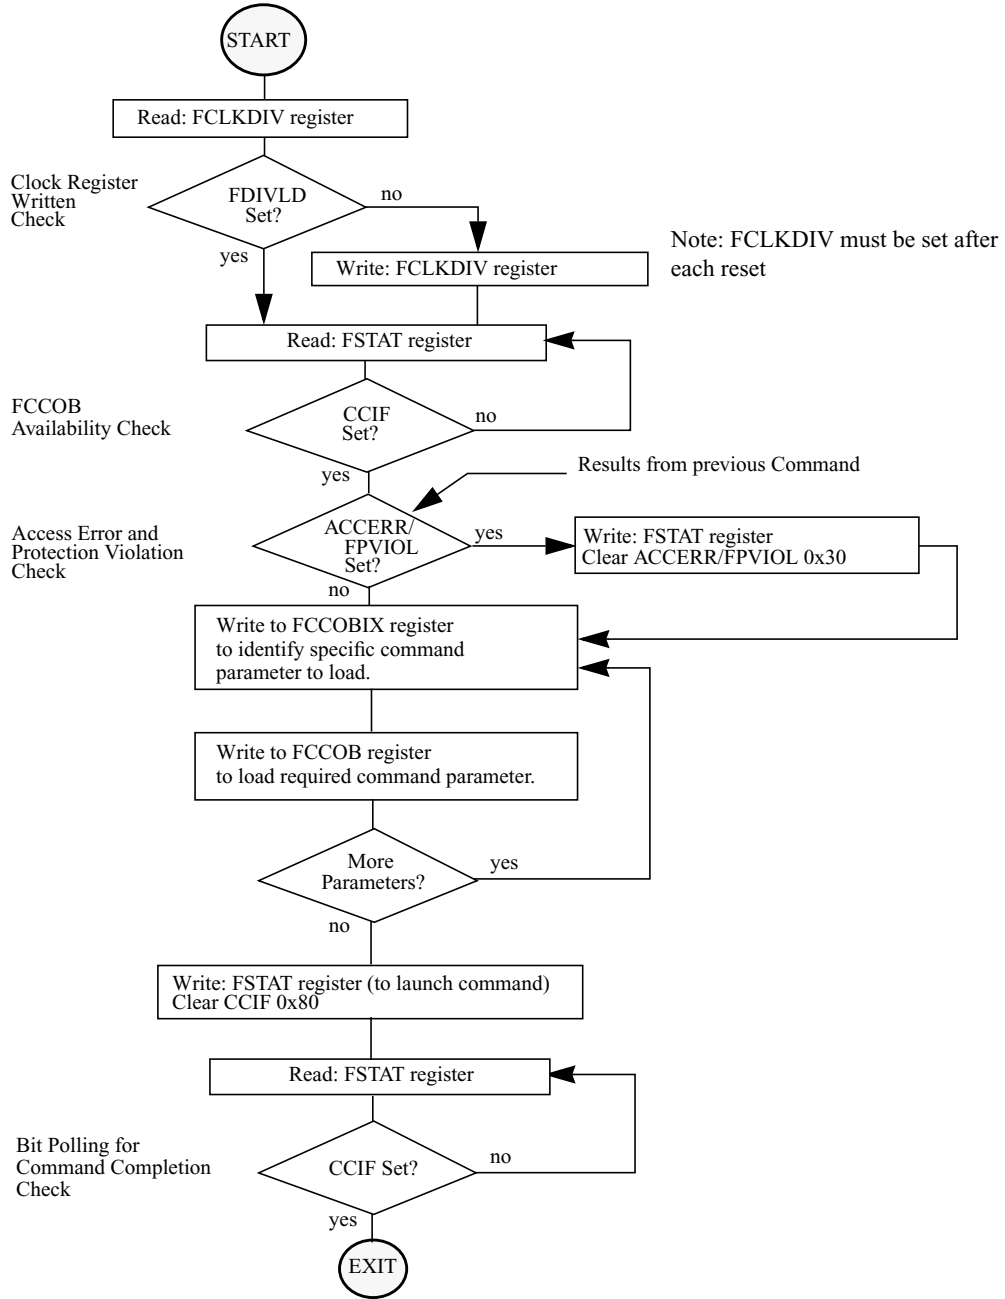 START
Read: FCLKDIV register
Clock Register
Written
Check
FDIVLD
Set?
no
yes
Note: FCLKDIV must be set after
each reset
Write: FCLKDIV register
Read: FSTAT register
FCCOB
Availability Check
CCIF
Set?
no
yes
Results from previous Command
Access Error and
Protection Violation
Check
ACCERR/
FPVIOL
Set?
yes
no
Write: FSTAT register
Clear ACCERR/FPVIOL 0x30
Write to FCCOBIX register
to identify specific command
parameter to load.
Write to FCCOB register
to load required command parameter.
More
Parameters?
yes
no
Write: FSTAT register (to launch command)
Clear CCIF 0x80
Read: FSTAT register
Bit Polling for
Command Completion
Check
CCIF Set?
no
yes
EXIT